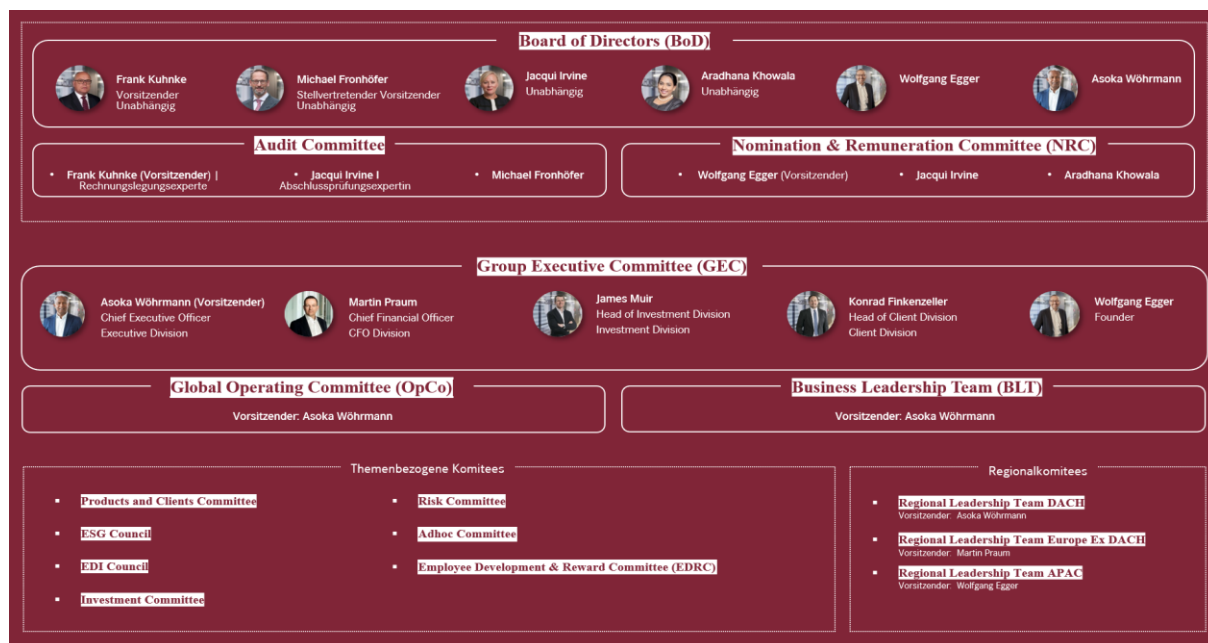 Board of Directors (BoD)
Frank Kuhnke
Vorsitzender
Unabhängig
Michael Fronhöfer
Stellvertretender Vorsitzender
Unabhängig
Jacqui Irvine
Unabhängig
Aradhana Khowala
Unabhängig
Wolfgang Egger
Asoka Wöhrmann
Audit Committee
• Frank Kuhnke (Vorsitzender) |
Rechnungslegungsexperte
• Jacqui Irvine I
Abschlussprüfungsexpertin
• Michael Fronhöfer
Nomination & Remuneration Committee (NRC)
• Wolfgang Egger (Vorsitzender)
• Jacqui Irvine
• Aradhana Khowala
Group Executive Committee (GEC)
Asoka Wöhrmann (Vorsitzender)
Chief Executive Officer
Executive Division
Martin Praum
Chief Financial Officer
CFO Division
James Muir
Head of Investment Division
Investment Division
Konrad Finkenzeller
Head of Client Division
Client Division
Wolfgang Egger
Founder
Global Operating Committee (OpCo)
Vorsitzender: Asoka Wöhrmann
Business Leadership Team (BLT)
Vorsitzender: Asoka Wöhrmann
Themenbezogene Komitees
▪ Products and Clients Committee
▪ ESG Council
▪ EDI Council
▪ Investment Committee
▪ Risk Committee
▪ Adhoc Committee
▪ Employee Development & Reward Committee (EDRC)
Regionalkomitees
▪ Regional Leadership Team DACH
Vorsitzender: Asoka Wöhrmann
▪ Regional Leadership Team Europe Ex DACH
Vorsitzender: Martin Praum
▪ Regional Leadership Team APAC
Vorsitzender: Wolfgang Egger